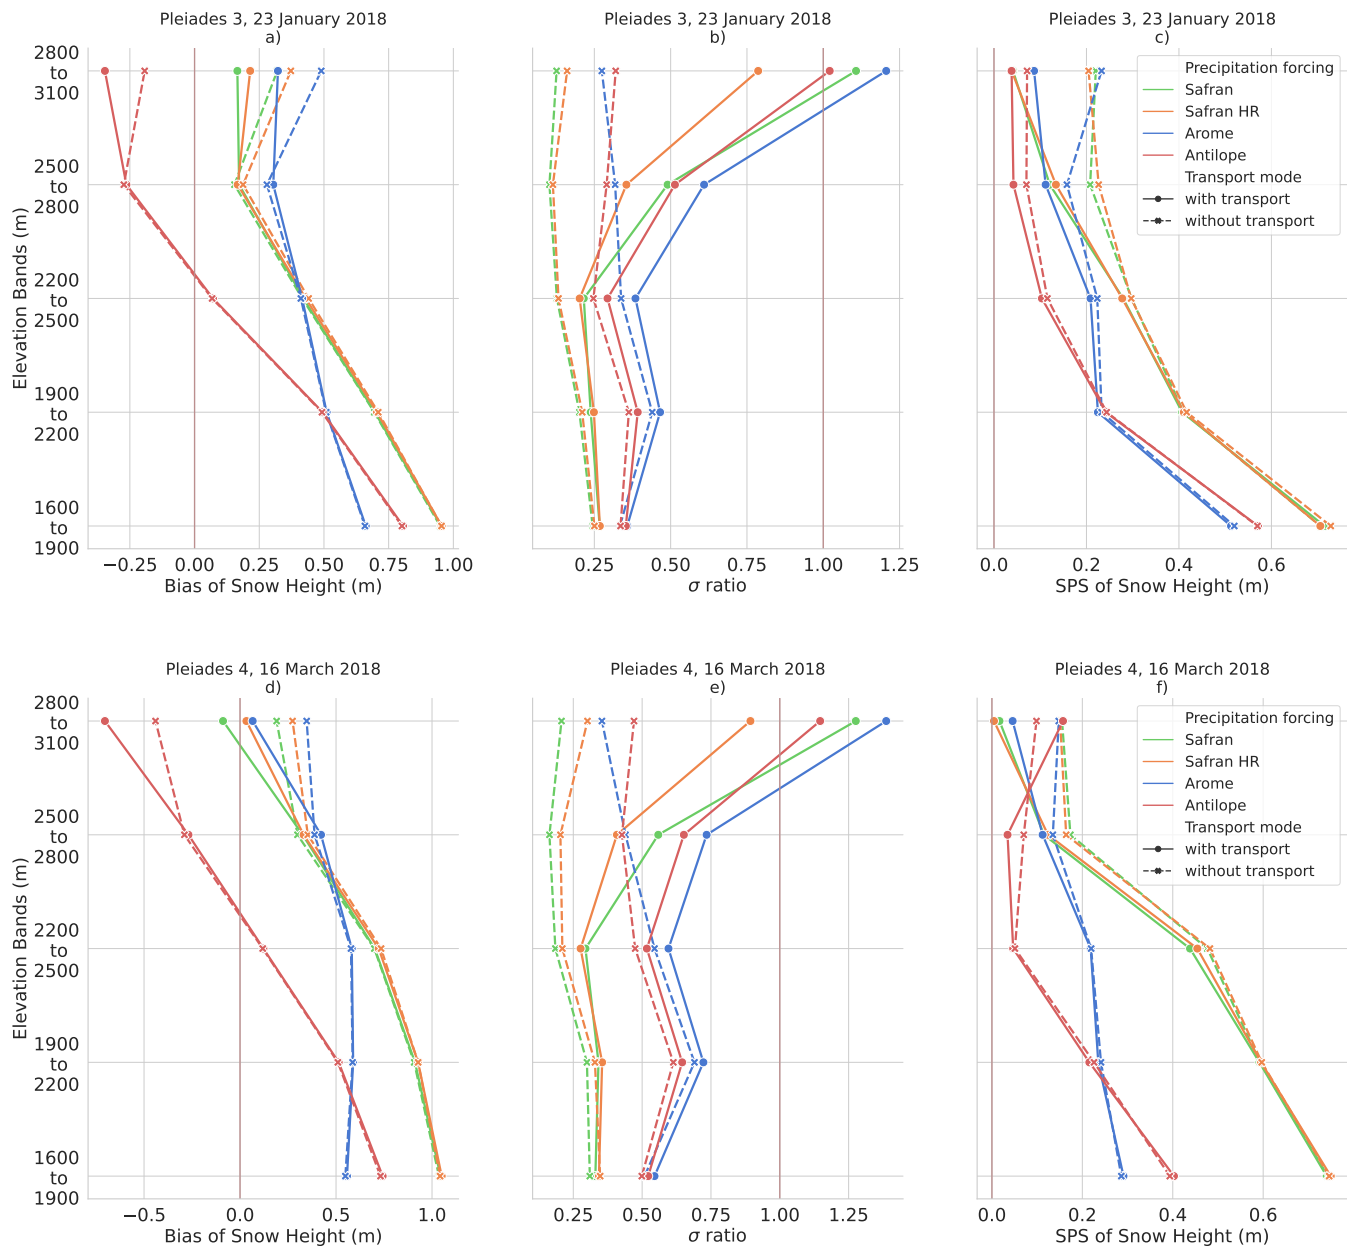 Pleiades 3, 23 January 2018
a)
Elevation Bands (m)
2800
to
3100
2500
to
2800
2200
to
2500
1900
to
2200
1600
to
1900
−0.25 0.00 0.25 0.50 0.75 1.00
Bias of Snow Height (m)
Pleiades 3, 23 January 2018
b)
0.25 0.50 0.75 1.00 1.25
σ ratio
Pleiades 3, 23 January 2018
c)
Precipitation forcing
Safran
Safran HR
Arome
Antilope
Transport mode
with transport
without transport
0.0 0.2 0.4 0.6
SPS of Snow Height (m)
Pleiades 4, 16 March 2018
d)
Elevation Bands (m)
2800
to
3100
2500
to
2800
2200
to
2500
1900
to
2200
1600
to
1900
−0.5 0.0 0.5 1.0
Bias of Snow Height (m)
Pleiades 4, 16 March 2018
e)
0.25 0.50 0.75 1.00 1.25
σ ratio
Pleiades 4, 16 March 2018
f)
Precipitation forcing
Safran
Safran HR
Arome
Antilope
Transport mode
with transport
without transport
0.0 0.2 0.4 0.6
SPS of Snow Height (m)